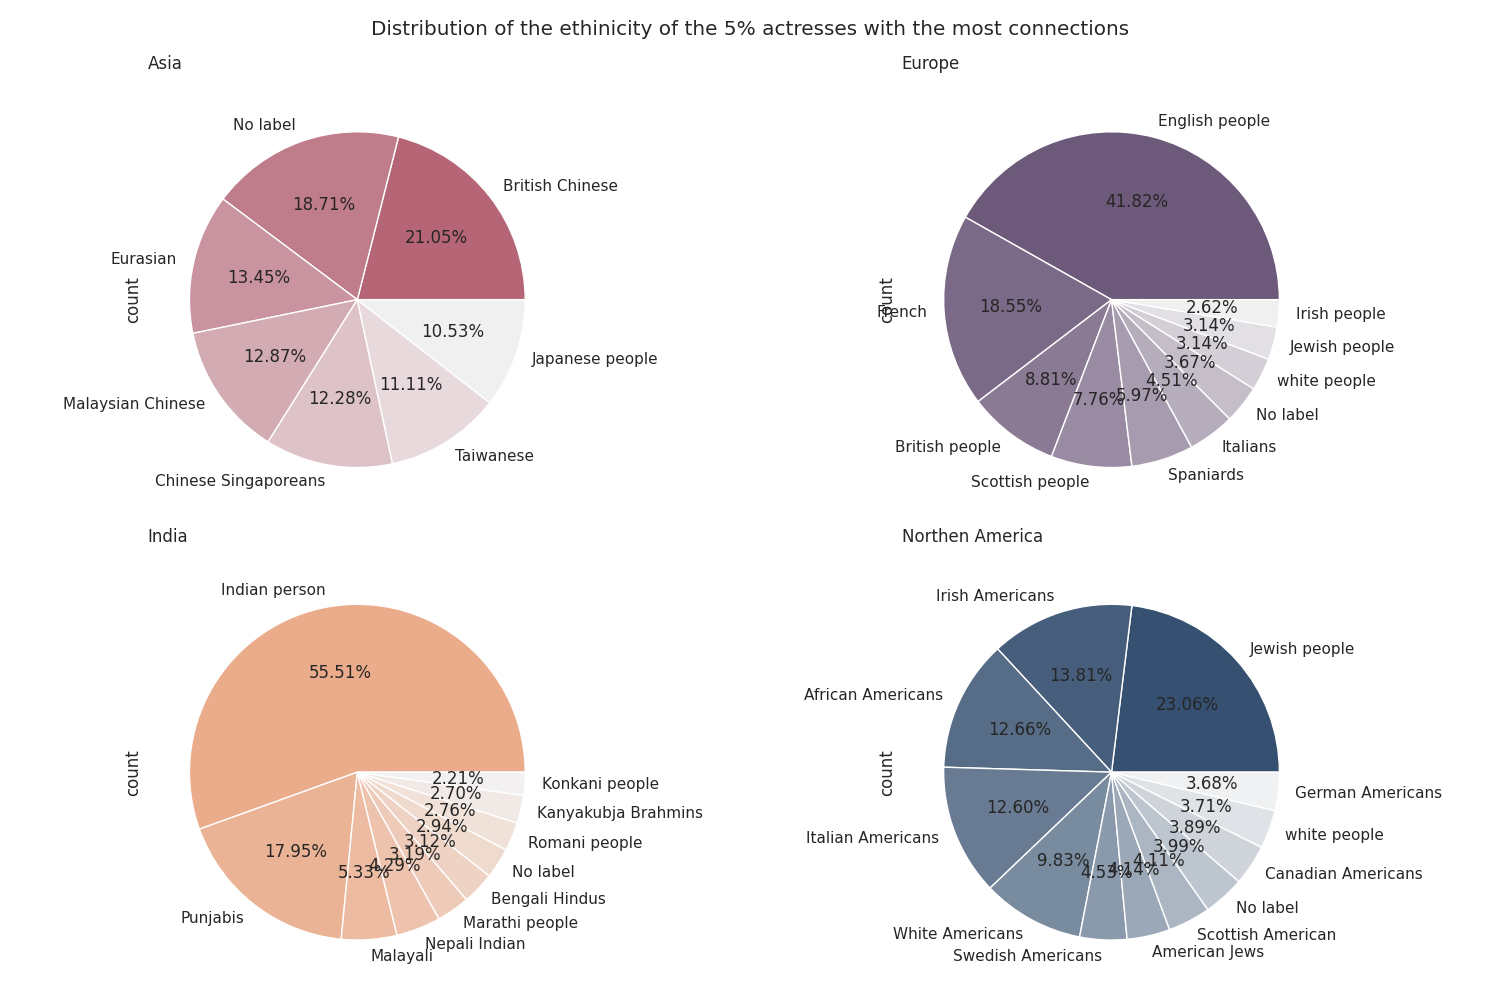 Distribution of the ethinicity of the 5% actresses with the most connections
Asia
No label
British Chinese
18.71%
21.05%
Eurasian
13.45%
count
10.53%
12.87%
Japanese people
11.11%
12.28%
Malaysian Chinese
Taiwanese
Chinese Singaporeans
Europe
English people
41.82%
count
French
18.55%
2.62%
Irish people
3.14%
Jewish people
3.14%
white people
3.67%
No label
4.51%
Italians
5.97%
Spaniards
7.76%
Scottish people
8.81%
British people
India
Indian person
55.51%
count
2.21%
Konkani people
2.70%
Kanyakubja Brahmins
2.76%
Romani people
2.94%
No label
3.12%
Bengali Hindus
3.19%
Marathi people
4.29%
Nepali Indian
5.33%
Malayali
17.95%
Punjabis
Northen America
Irish Americans
Jewish people
13.81%
23.06%
African Americans
12.66%
count
3.68%
German Americans
3.71%
white people
3.89%
Canadian Americans
3.99%
No label
4.11%
Scottish American
4.14%
American Jews
4.53%
Swedish Americans
9.83%
White Americans
12.60%
Italian Americans